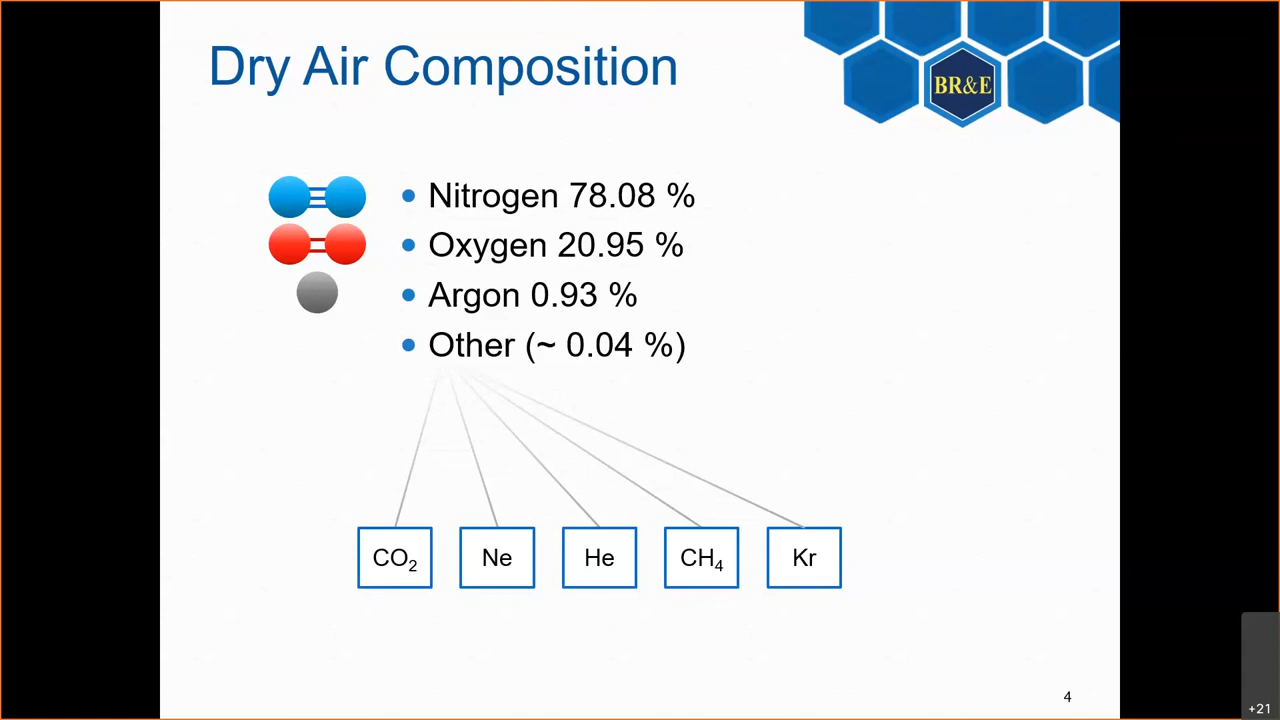 Dry Air Composition
BR&E
• Nitrogen 78.08 %
• Oxygen 20.95 %
• Argon 0.93 %
• Other (~ 0.04 %)
CO₂ Ne He CH₄ Kr
4
+21